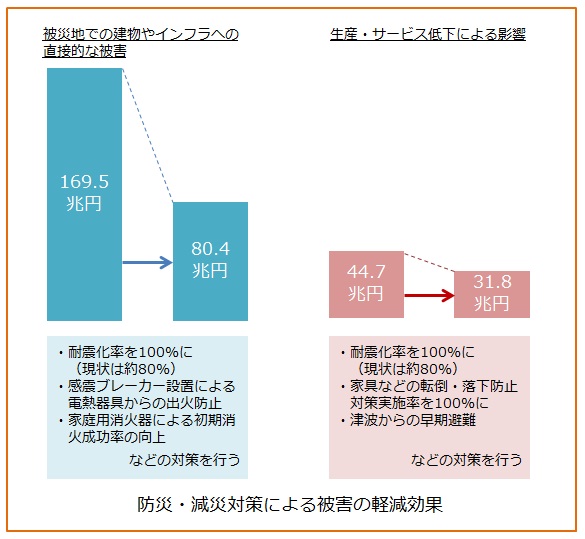 被災地での建物やインフラへの
直接的な被害
169.5
兆円
80.4
兆円
・耐震化率を100%に
（現状は約80%）
・感震ブレーカー設置による
電熱器具からの出火防止
・家庭用消火器による初期消
火成功率の向上
などの対策を行う
生産・サービス低下による影響
44.7
兆円
31.8
兆円
・耐震化率を100%に
（現状は約80%）
・家具などの転倒・落下防止
対策実施率を100%に
・津波からの早期避難
などの対策を行う
防災・減災対策による被害の軽減効果